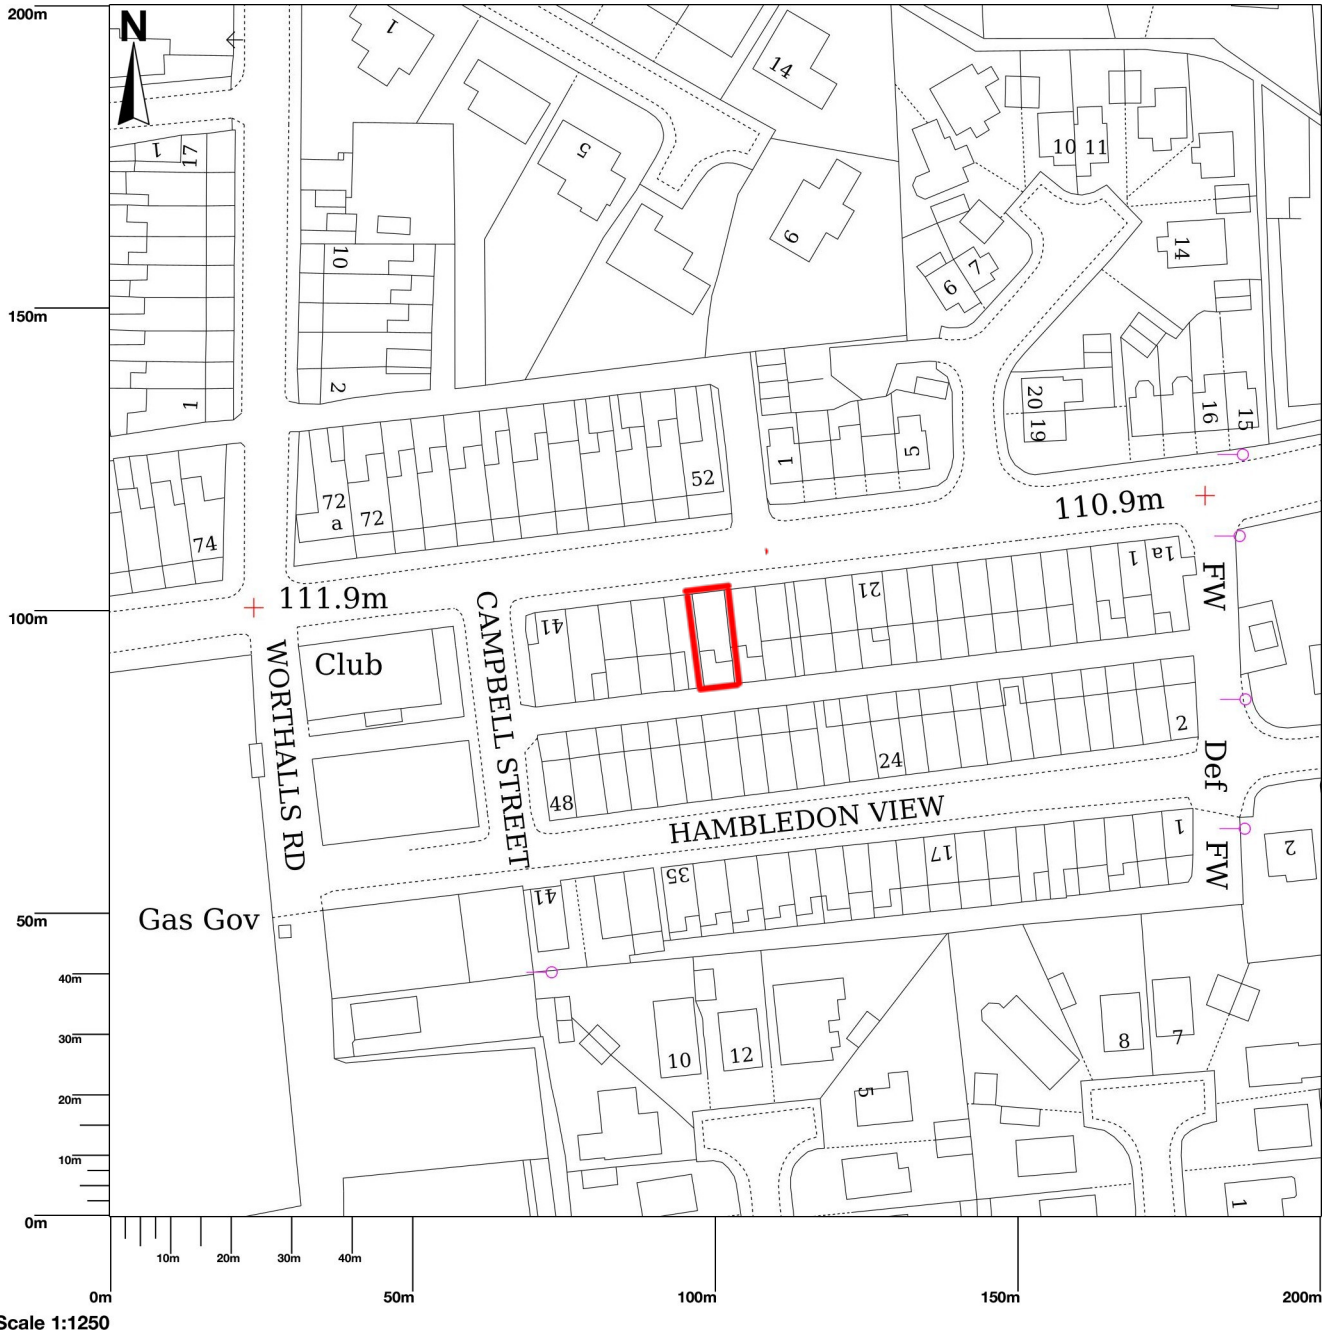 200m
N
1
14
1
17
5
10
11
6
10
14
7
6
150m
2
1
20
19
16
15
1
5
52
72
a
72
74
110.9m
1
1a
21
FW
111.9m
41
100m
CAMPBELL STREET
WORTHALLS RD
Club
2
Def
24
48
HAMBLEDON VIEW
1
17
35
FW
2
41
Gas Gov
50m
40m
30m
10
12
8
7
5
20m
10m
1
0m
10m
20m
30m
40m
0m
50m
100m
150m
200m
Scale 1:1250